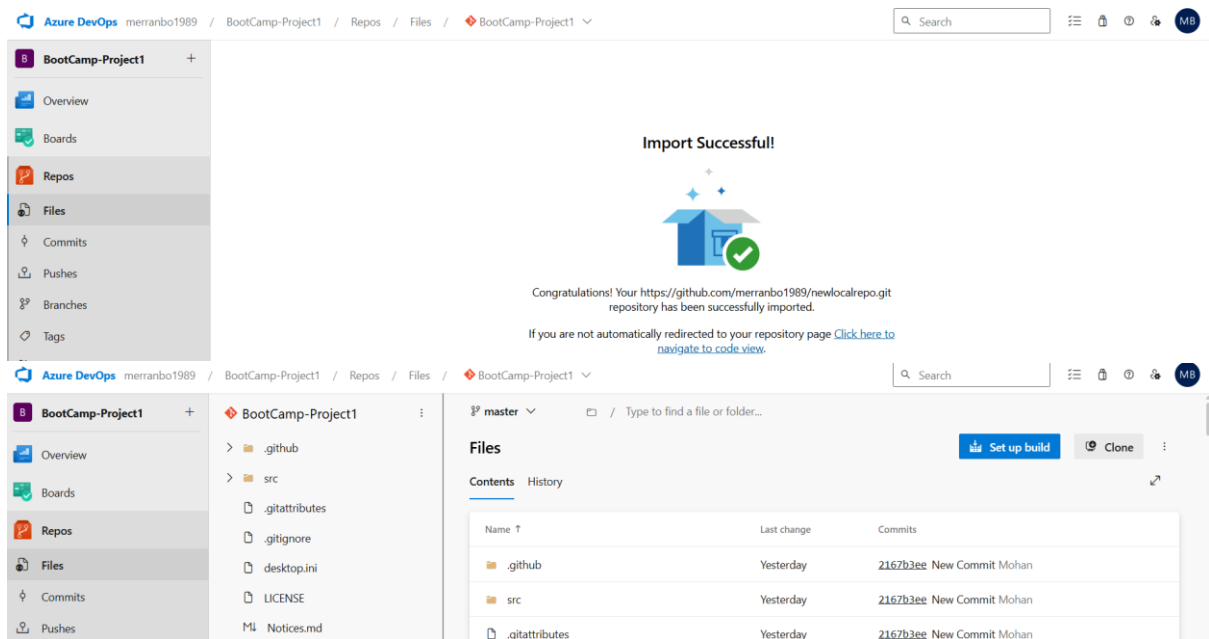 Azure DevOps merranbo1989 / BootCamp-Project1 / Repos / Files / BootCamp-Project1
Search
MB
B BootCamp-Project1 +
Overview
Boards
Repos
Files
Commits
Pushes
Branches
Tags
Import Successful!
Congratulations! Your https://github.com/merranbo1989/newlocalrepo.git
repository has been successfully imported.
If you are not automatically redirected to your repository page Click here to
navigate to code view.
Azure DevOps merranbo1989 / BootCamp-Project1 / Repos / Files / BootCamp-Project1
Search
MB
B BootCamp-Project1 +
Overview
Boards
Repos
Files
Commits
Pushes
BootCamp-Project1
.github
src
.gitattributes
.gitignore
desktop.ini
LICENSE
M↓ Notices.md
master / Type to find a file or folder...
Files
Set up build
Clone
Contents History
Name ↑ Last change Commits
.github Yesterday 2167b3ee New Commit Mohan
src Yesterday 2167b3ee New Commit Mohan
.gitattributes Yesterday 2167b3ee New Commit Mohan